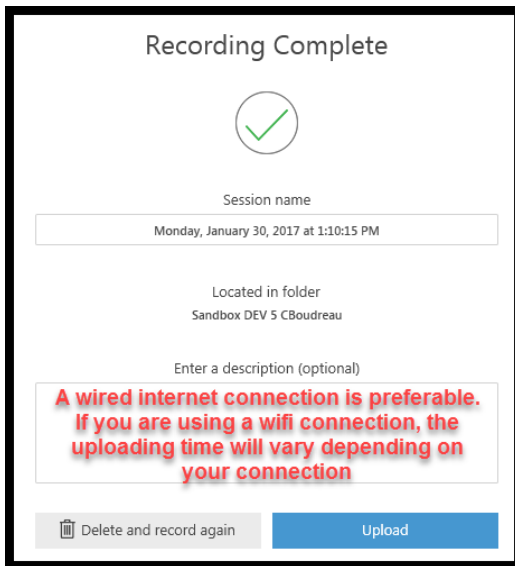 Recording Complete
Session name
Monday, January 30, 2017 at 1:10:15 PM
Located in folder
Sandbox DEV 5 CBoudreau
Enter a description (optional)
A wired internet connection is preferable.
If you are using a wifi connection, the
uploading time will vary depending on
your connection
Delete and record again
Upload